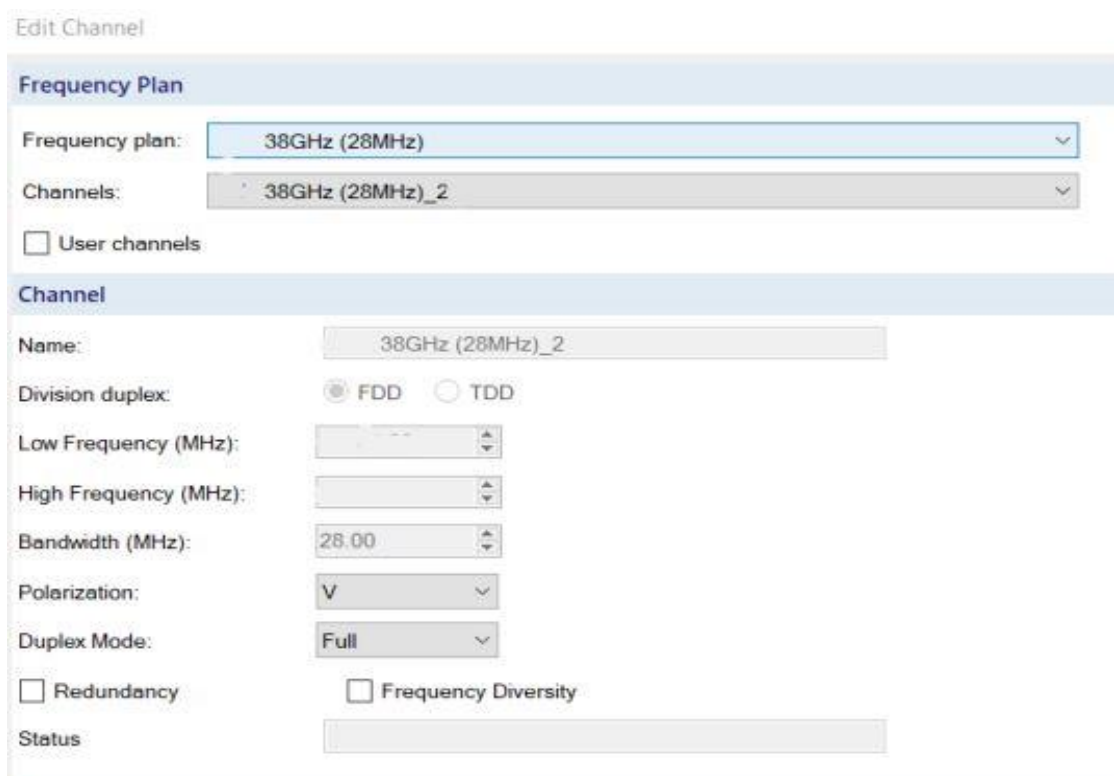 Edit Channel
Frequency Plan
Frequency plan: 38GHz (28MHz)
Channels: 38GHz (28MHz)_2
User channels
Channel
Name: 38GHz (28MHz)_2
Division duplex: FDD TDD
Low Frequency (MHz):
High Frequency (MHz):
Bandwidth (MHz): 28.00
Polarization: V
Duplex Mode: Full
Redundancy Frequency Diversity
Status